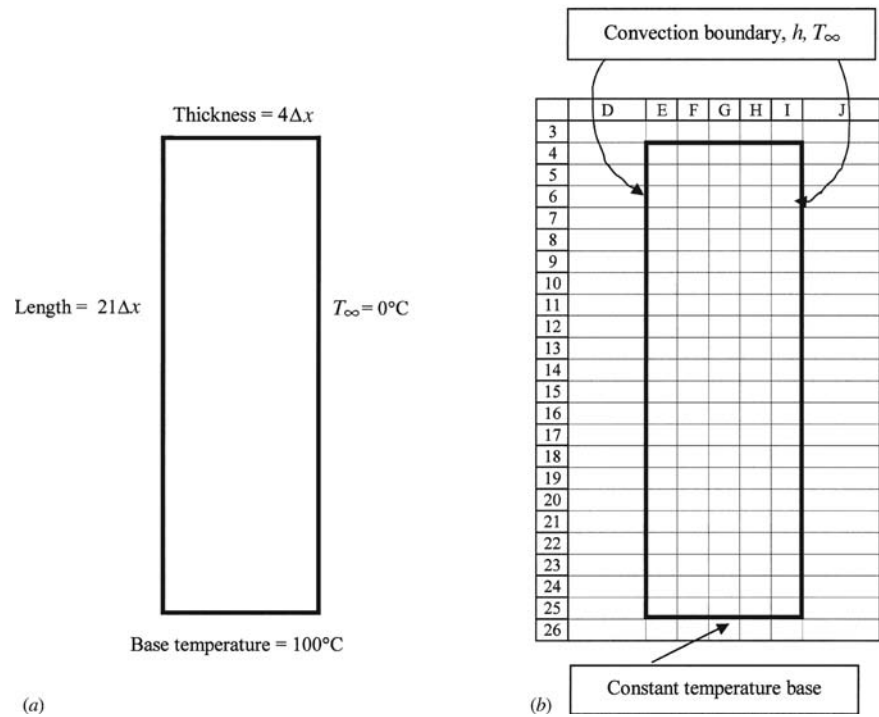 Convection boundary, h, T∞
Thickness = 4Δx
Length = 21Δx
T∞ = 0°C
Base temperature = 100°C
(a)
D E F G H I J
3
4
5
6
7
8
9
10
11
12
13
14
15
16
17
18
19
20
21
22
23
24
25
26
Constant temperature base
(b)